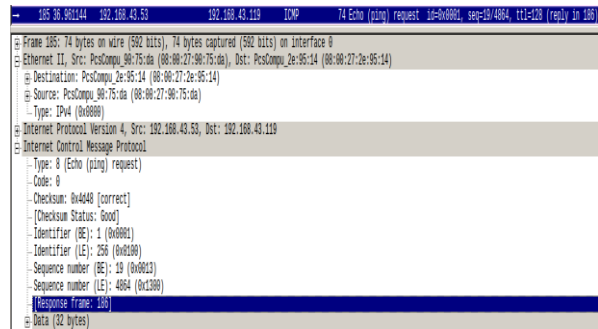 → 185 36.961144 192.168.43.53 192.168.43.119 ICMP 74 Echo (ping) request id=0x0001, seq=19/4864, ttl=128 (reply in 186)
Frame 185: 74 bytes on wire (592 bits), 74 bytes captured (592 bits) on interface 0
Ethernet II, Src: PcsCompu_90:75:da (08:00:27:90:75:da), Dst: PcsCompu_2e:95:14 (08:00:27:2e:95:14)
Destination: PcsCompu_2e:95:14 (08:00:27:2e:95:14)
Source: PcsCompu_90:75:da (08:00:27:90:75:da)
Type: IPv4 (0x0800)
Internet Protocol Version 4, Src: 192.168.43.53, Dst: 192.168.43.119
Internet Control Message Protocol
Type: 8 (Echo (ping) request)
Code: 0
Checksum: 0x4d48 [correct]
[Checksum Status: Good]
Identifier (BE): 1 (0x0001)
Identifier (LE): 256 (0x0100)
Sequence number (BE): 19 (0x0013)
Sequence number (LE): 4864 (0x1300)
[Response frame: 186]
Data (32 bytes)